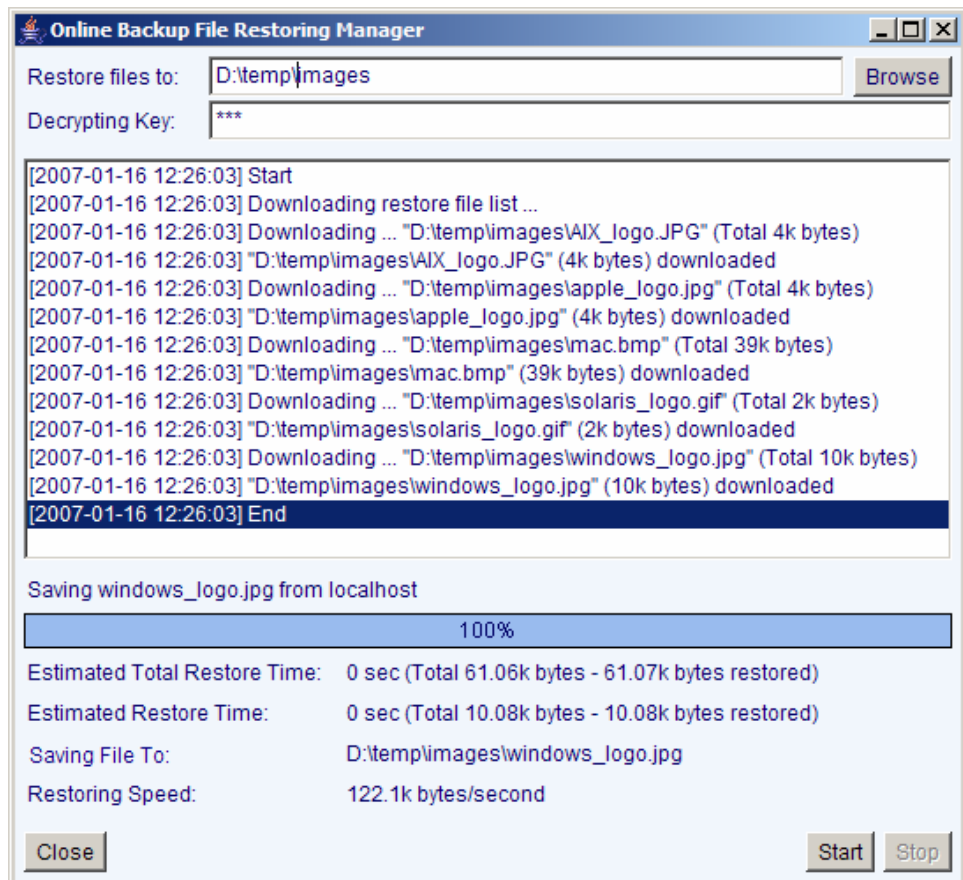 Online Backup File Restoring Manager
Restore files to: D:\temp\images Browse
Decrypting Key: ***
[2007-01-16 12:26:03] Start
[2007-01-16 12:26:03] Downloading restore file list ...
[2007-01-16 12:26:03] Downloading ... "D:\temp\images\AIX_logo.JPG" (Total 4k bytes)
[2007-01-16 12:26:03] "D:\temp\images\AIX_logo.JPG" (4k bytes) downloaded
[2007-01-16 12:26:03] Downloading ... "D:\temp\images\apple_logo.jpg" (Total 4k bytes)
[2007-01-16 12:26:03] "D:\temp\images\apple_logo.jpg" (4k bytes) downloaded
[2007-01-16 12:26:03] Downloading ... "D:\temp\images\mac.bmp" (Total 39k bytes)
[2007-01-16 12:26:03] "D:\temp\images\mac.bmp" (39k bytes) downloaded
[2007-01-16 12:26:03] Downloading ... "D:\temp\images\solaris_logo.gif" (Total 2k bytes)
[2007-01-16 12:26:03] "D:\temp\images\solaris_logo.gif" (2k bytes) downloaded
[2007-01-16 12:26:03] Downloading ... "D:\temp\images\windows_logo.jpg" (Total 10k bytes)
[2007-01-16 12:26:03] "D:\temp\images\windows_logo.jpg" (10k bytes) downloaded
[2007-01-16 12:26:03] End
Saving windows_logo.jpg from localhost
100%
Estimated Total Restore Time: 0 sec (Total 61.06k bytes - 61.07k bytes restored)
Estimated Restore Time: 0 sec (Total 10.08k bytes - 10.08k bytes restored)
Saving File To: D:\temp\images\windows_logo.jpg
Restoring Speed: 122.1k bytes/second
Close Start Stop